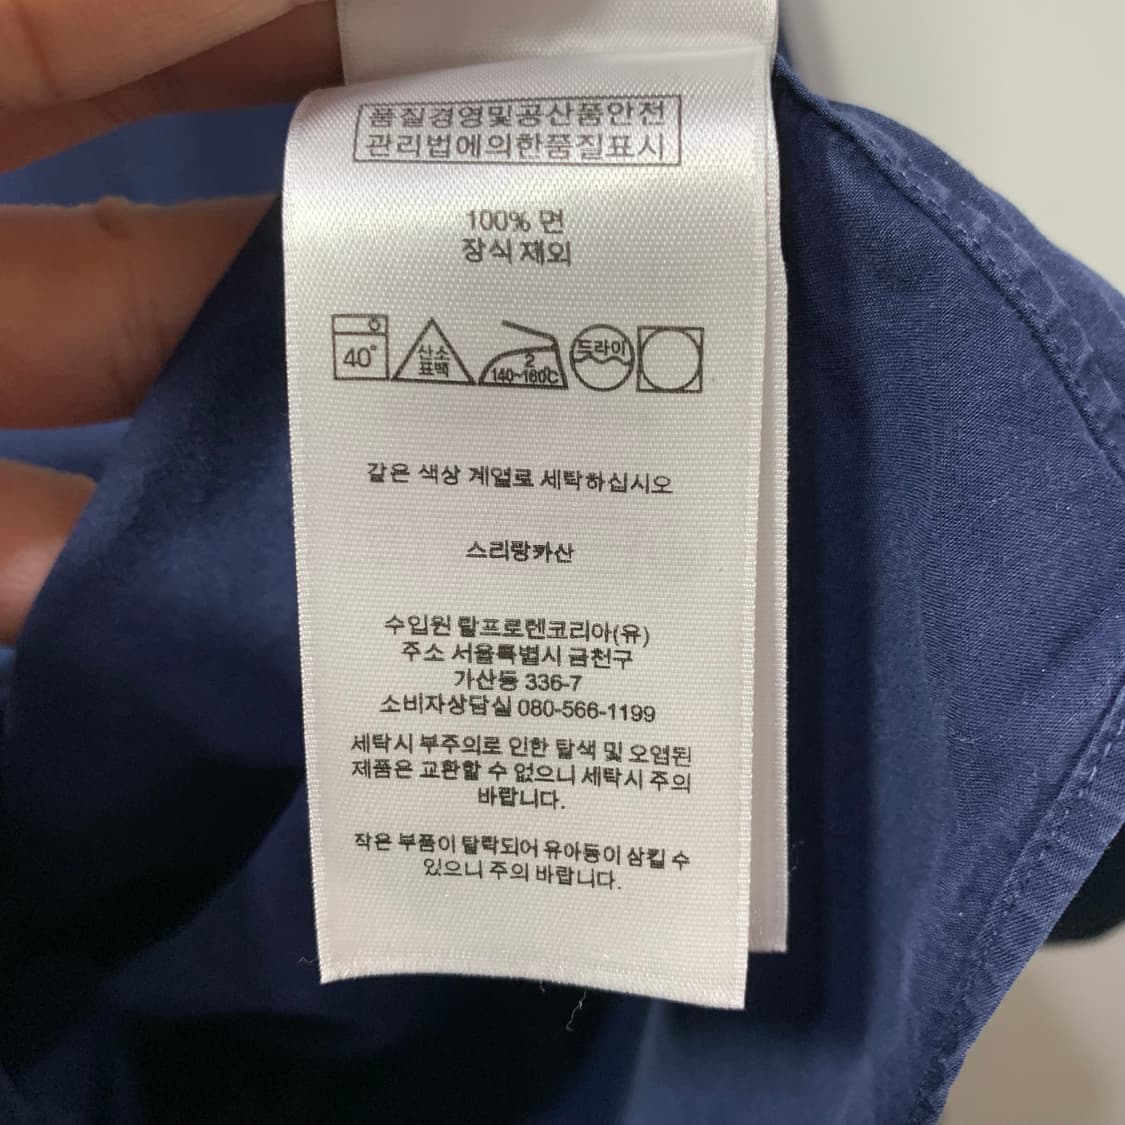 품질경영및공산품안전
관리법에의한품질표시
100% 면
장식 제외
40°
산소
표백
2
140~160℃
드라이
같은 색상 계열로 세탁하십시오
스리랑카산
수입원 랄프로렌코리아(유)
주소 서울특별시 금천구
가산동 336-7
소비자상담실 080-566-1199
세탁시 부주의로 인한 탈색 및 오염된
제품은 교환할 수 없으니 세탁시 주의
바랍니다.
작은 부품이 탈락되어 유아등이 삼킬 수
있으니 주의 바랍니다.